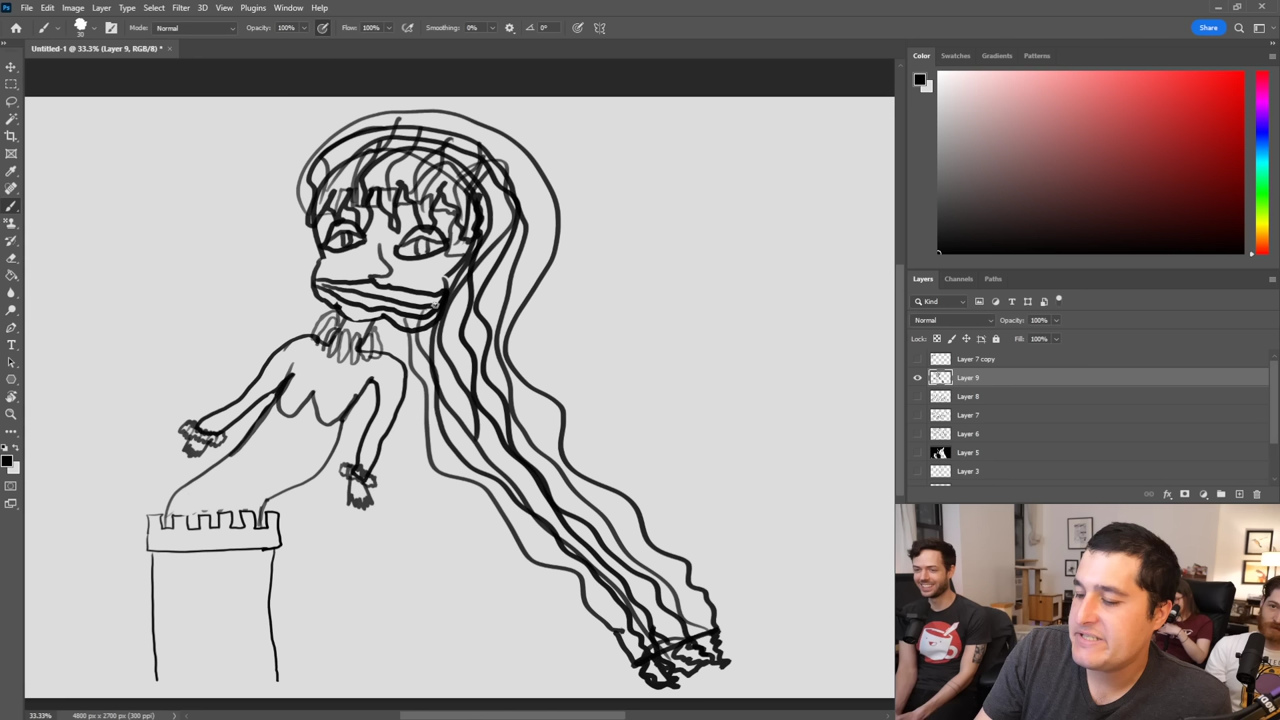 File Edit Image Layer Type Select Filter 3D View Plugins Window Help
30 Mode: Normal Opacity: 100% Flow: 100% Smoothing: 0% 0° Share
Untitled-1 @ 33.3% (Layer 9, RGB/8) * ×
Color Swatches Gradients Patterns
Layers Channels Paths
Kind
Normal Opacity: 100%
Lock: Fill: 100%
Layer 7 copy
Layer 9
Layer 8
Layer 7
Layer 6
Layer 5
Layer 3
33.33% 4800 px x 2700 px (300 ppi)